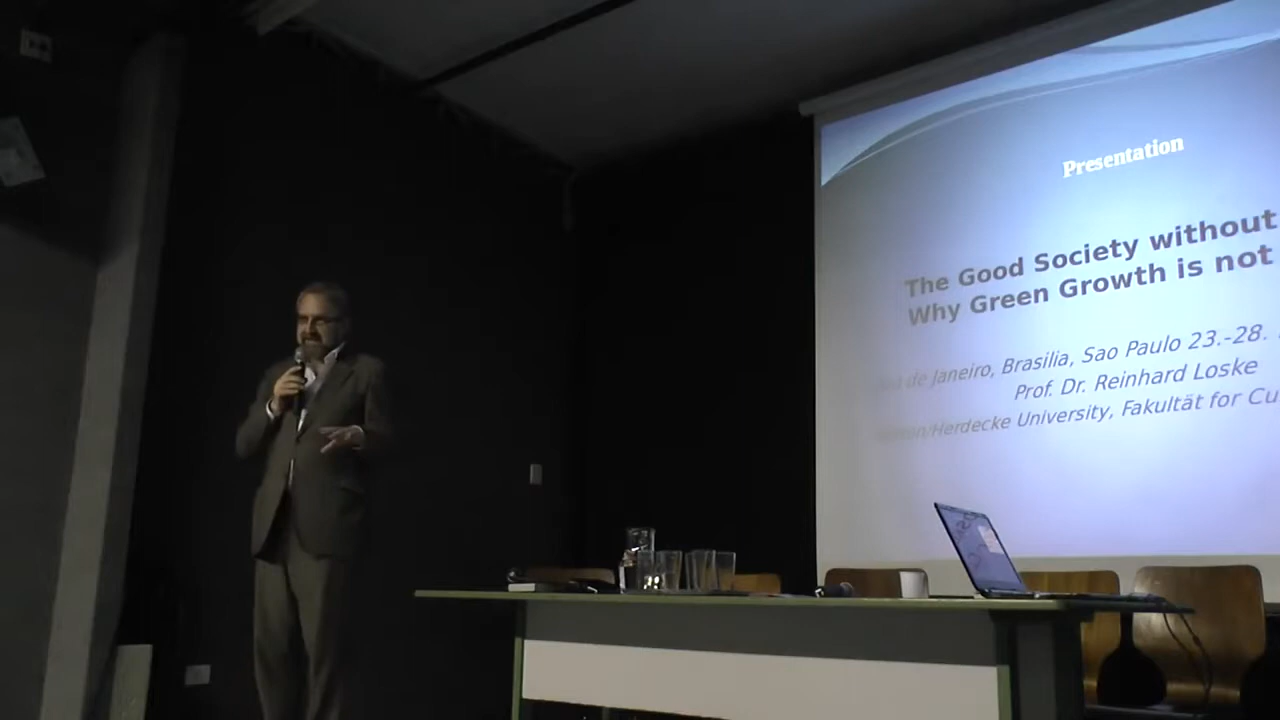 Presentation
The Good Society without
Why Green Growth is not
de Janeiro, Brasilia, Sao Paulo 23.-28.
Prof. Dr. Reinhard Loske
/Herdecke University, Fakultät for Cu